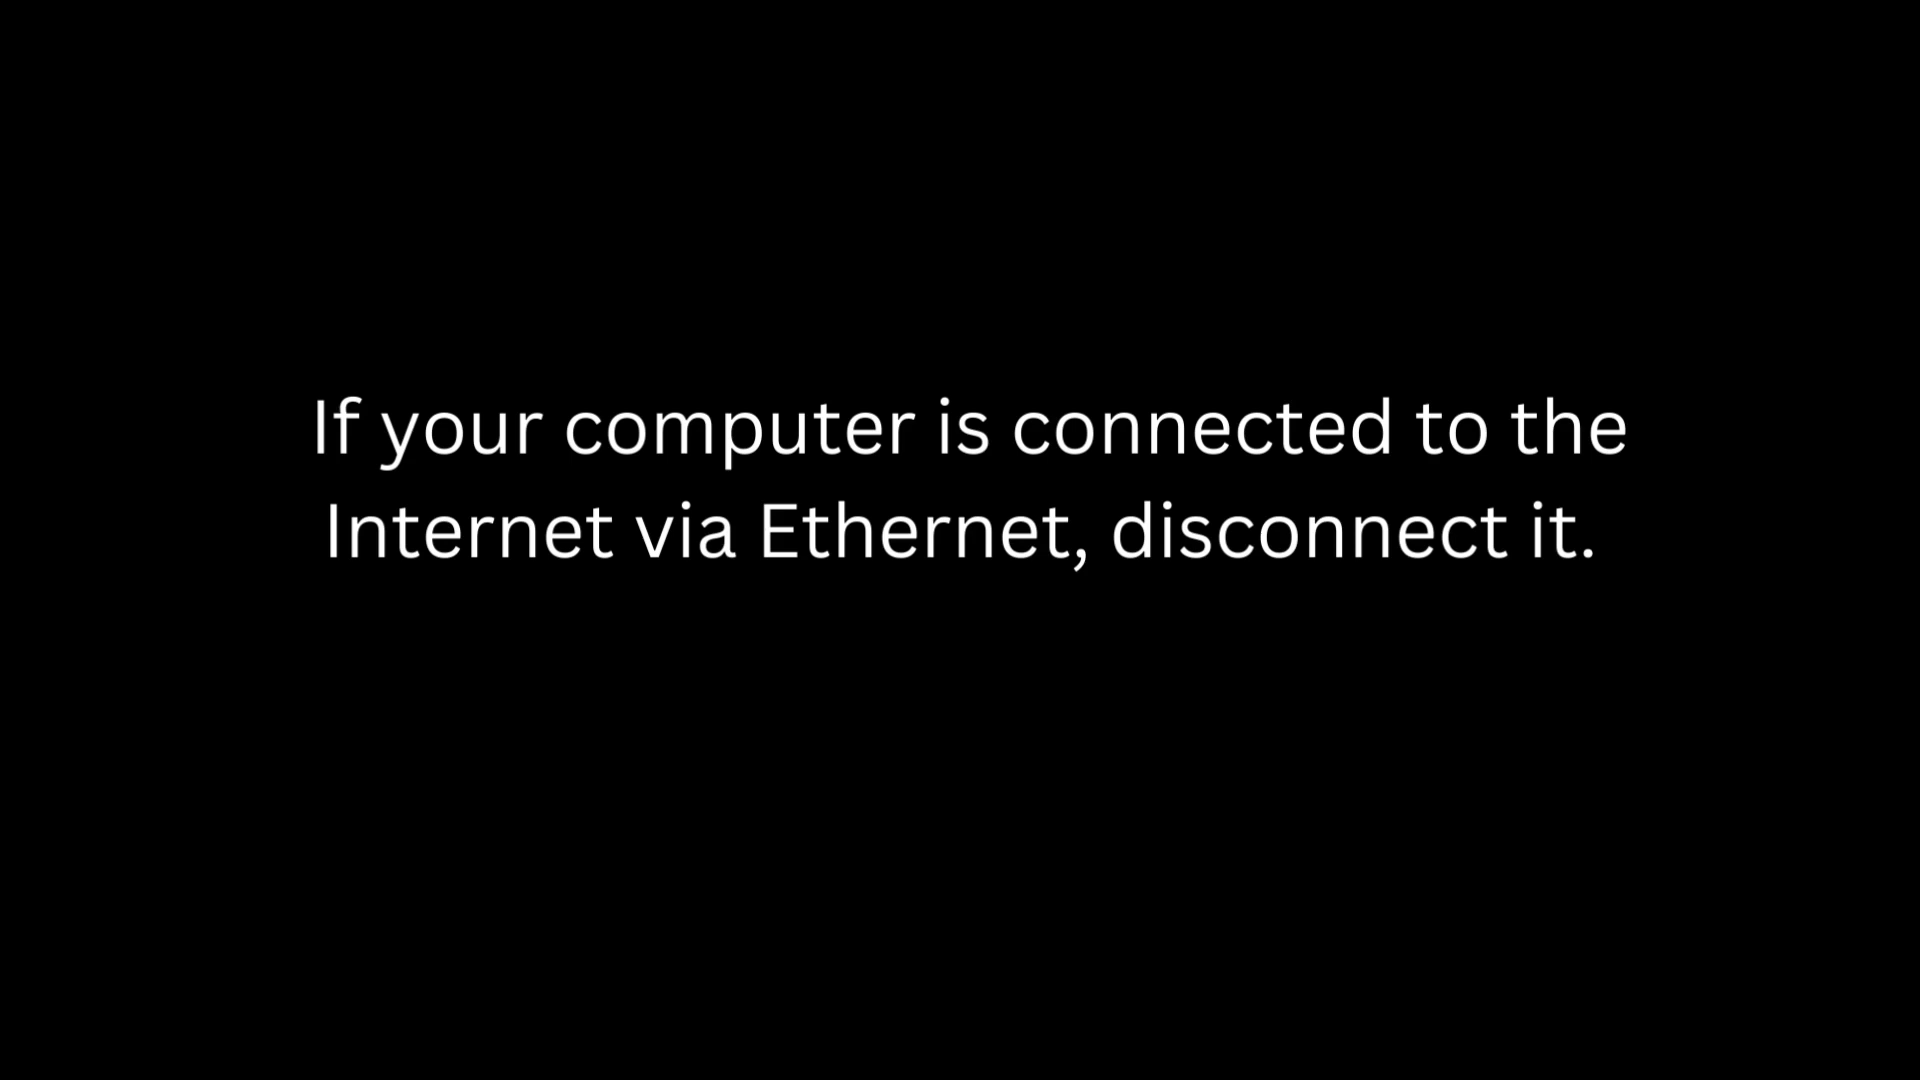 If your computer is connected to the
Internet via Ethernet, disconnect it.